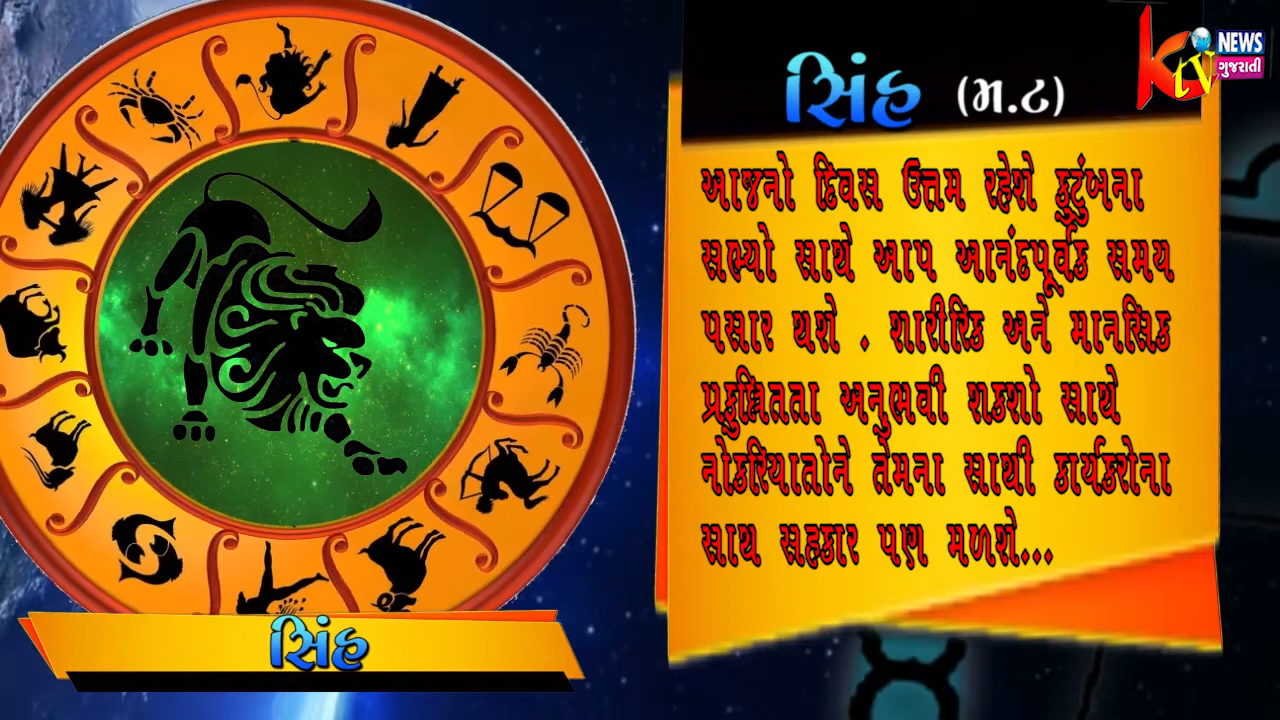 સિંહ (મ.ટ)
KTV NEWS
ગુજરાતી
આજનો દિવસ ઉત્તમ રહેશે કુટુંબના
સભ્યો સાથે આપ આનંદપૂર્વક સમય
પસાર થશે . શારીરિક અને માનસિક
પ્રફુલ્લિતતા અનુભવી શકશો સાથે
નોકરિયાતોને તેમના સાથી કાર્યકરોના
સાથ સહકાર પણ મળશે...
સિંહ